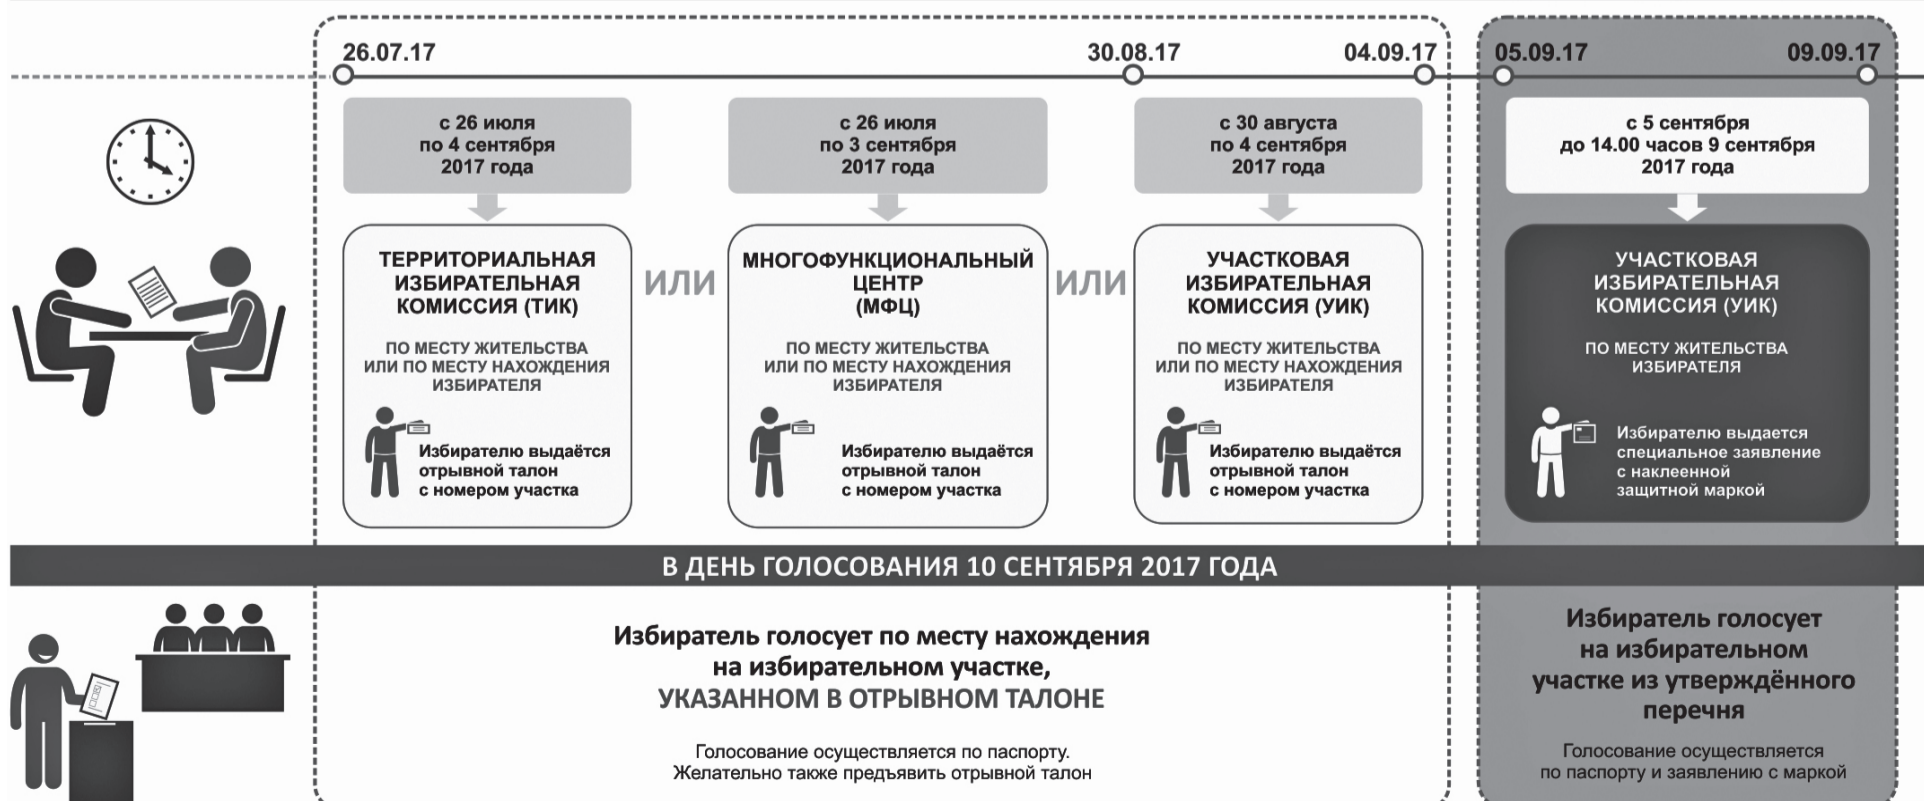 26.07.17
30.08.17
04.09.17
05.09.17
09.09.17
с 26 июля
по 4 сентября
2017 года
с 26 июля
по 3 сентября
2017 года
с 30 августа
по 4 сентября
2017 года
с 5 сентября
до 14.00 часов 9 сентября
2017 года
ТЕРРИТОРИАЛЬНАЯ
ИЗБИРАТЕЛЬНАЯ
КОМИССИЯ (ТИК)
ПО МЕСТУ ЖИТЕЛЬСТВА
ИЛИ ПО МЕСТУ НАХОЖДЕНИЯ
ИЗБИРАТЕЛЯ
Избирателю выдаётся
отрывной талон
с номером участка
ИЛИ
МНОГОФУНКЦИОНАЛЬНЫЙ
ЦЕНТР
(МФЦ)
ПО МЕСТУ ЖИТЕЛЬСТВА
ИЛИ ПО МЕСТУ НАХОЖДЕНИЯ
ИЗБИРАТЕЛЯ
Избирателю выдаётся
отрывной талон
с номером участка
ИЛИ
УЧАСТКОВАЯ
ИЗБИРАТЕЛЬНАЯ
КОМИССИЯ (УИК)
ПО МЕСТУ ЖИТЕЛЬСТВА
ИЛИ ПО МЕСТУ НАХОЖДЕНИЯ
ИЗБИРАТЕЛЯ
Избирателю выдаётся
отрывной талон
с номером участка
УЧАСТКОВАЯ
ИЗБИРАТЕЛЬНАЯ
КОМИССИЯ (УИК)
ПО МЕСТУ ЖИТЕЛЬСТВА
ИЗБИРАТЕЛЯ
Избирателю выдается
специальное заявление
с наклеенной
защитной маркой
В ДЕНЬ ГОЛОСОВАНИЯ 10 СЕНТЯБРЯ 2017 ГОДА
Избиратель голосует по месту нахождения
на избирательном участке,
УКАЗАННОМ В ОТРЫВНОМ ТАЛОНЕ
Голосование осуществляется по паспорту.
Желательно также предъявить отрывной талон
Избиратель голосует
на избирательном
участке из утверждённого
перечня
Голосование осуществляется
по паспорту и заявлению с маркой